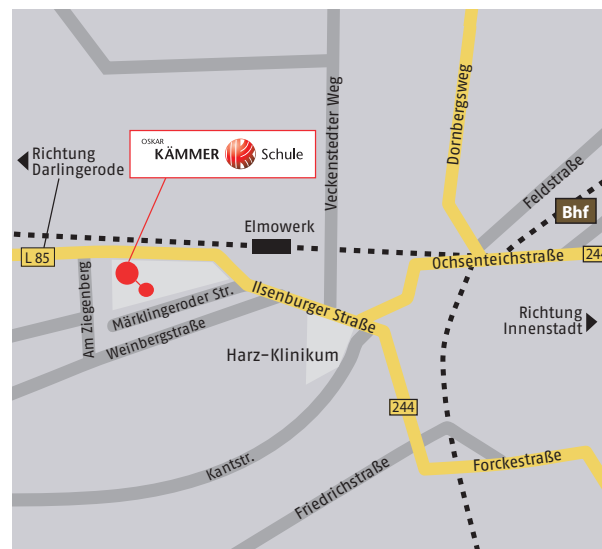 Richtung
Darlingerode
OSKAR
KÄMMER Schule
Veckenstedter Weg
Dornbergsweg
Feldstraße
Bhf
Elmowerk
L 85
Ochsenteichstraße
244
Am Ziegenberg
Märklingeroder Str.
Weinbergstraße
Ilsenburger Straße
Richtung
Innenstadt
Harz-Klinikum
244
Kantstr.
Friedrichstraße
Forckestraße